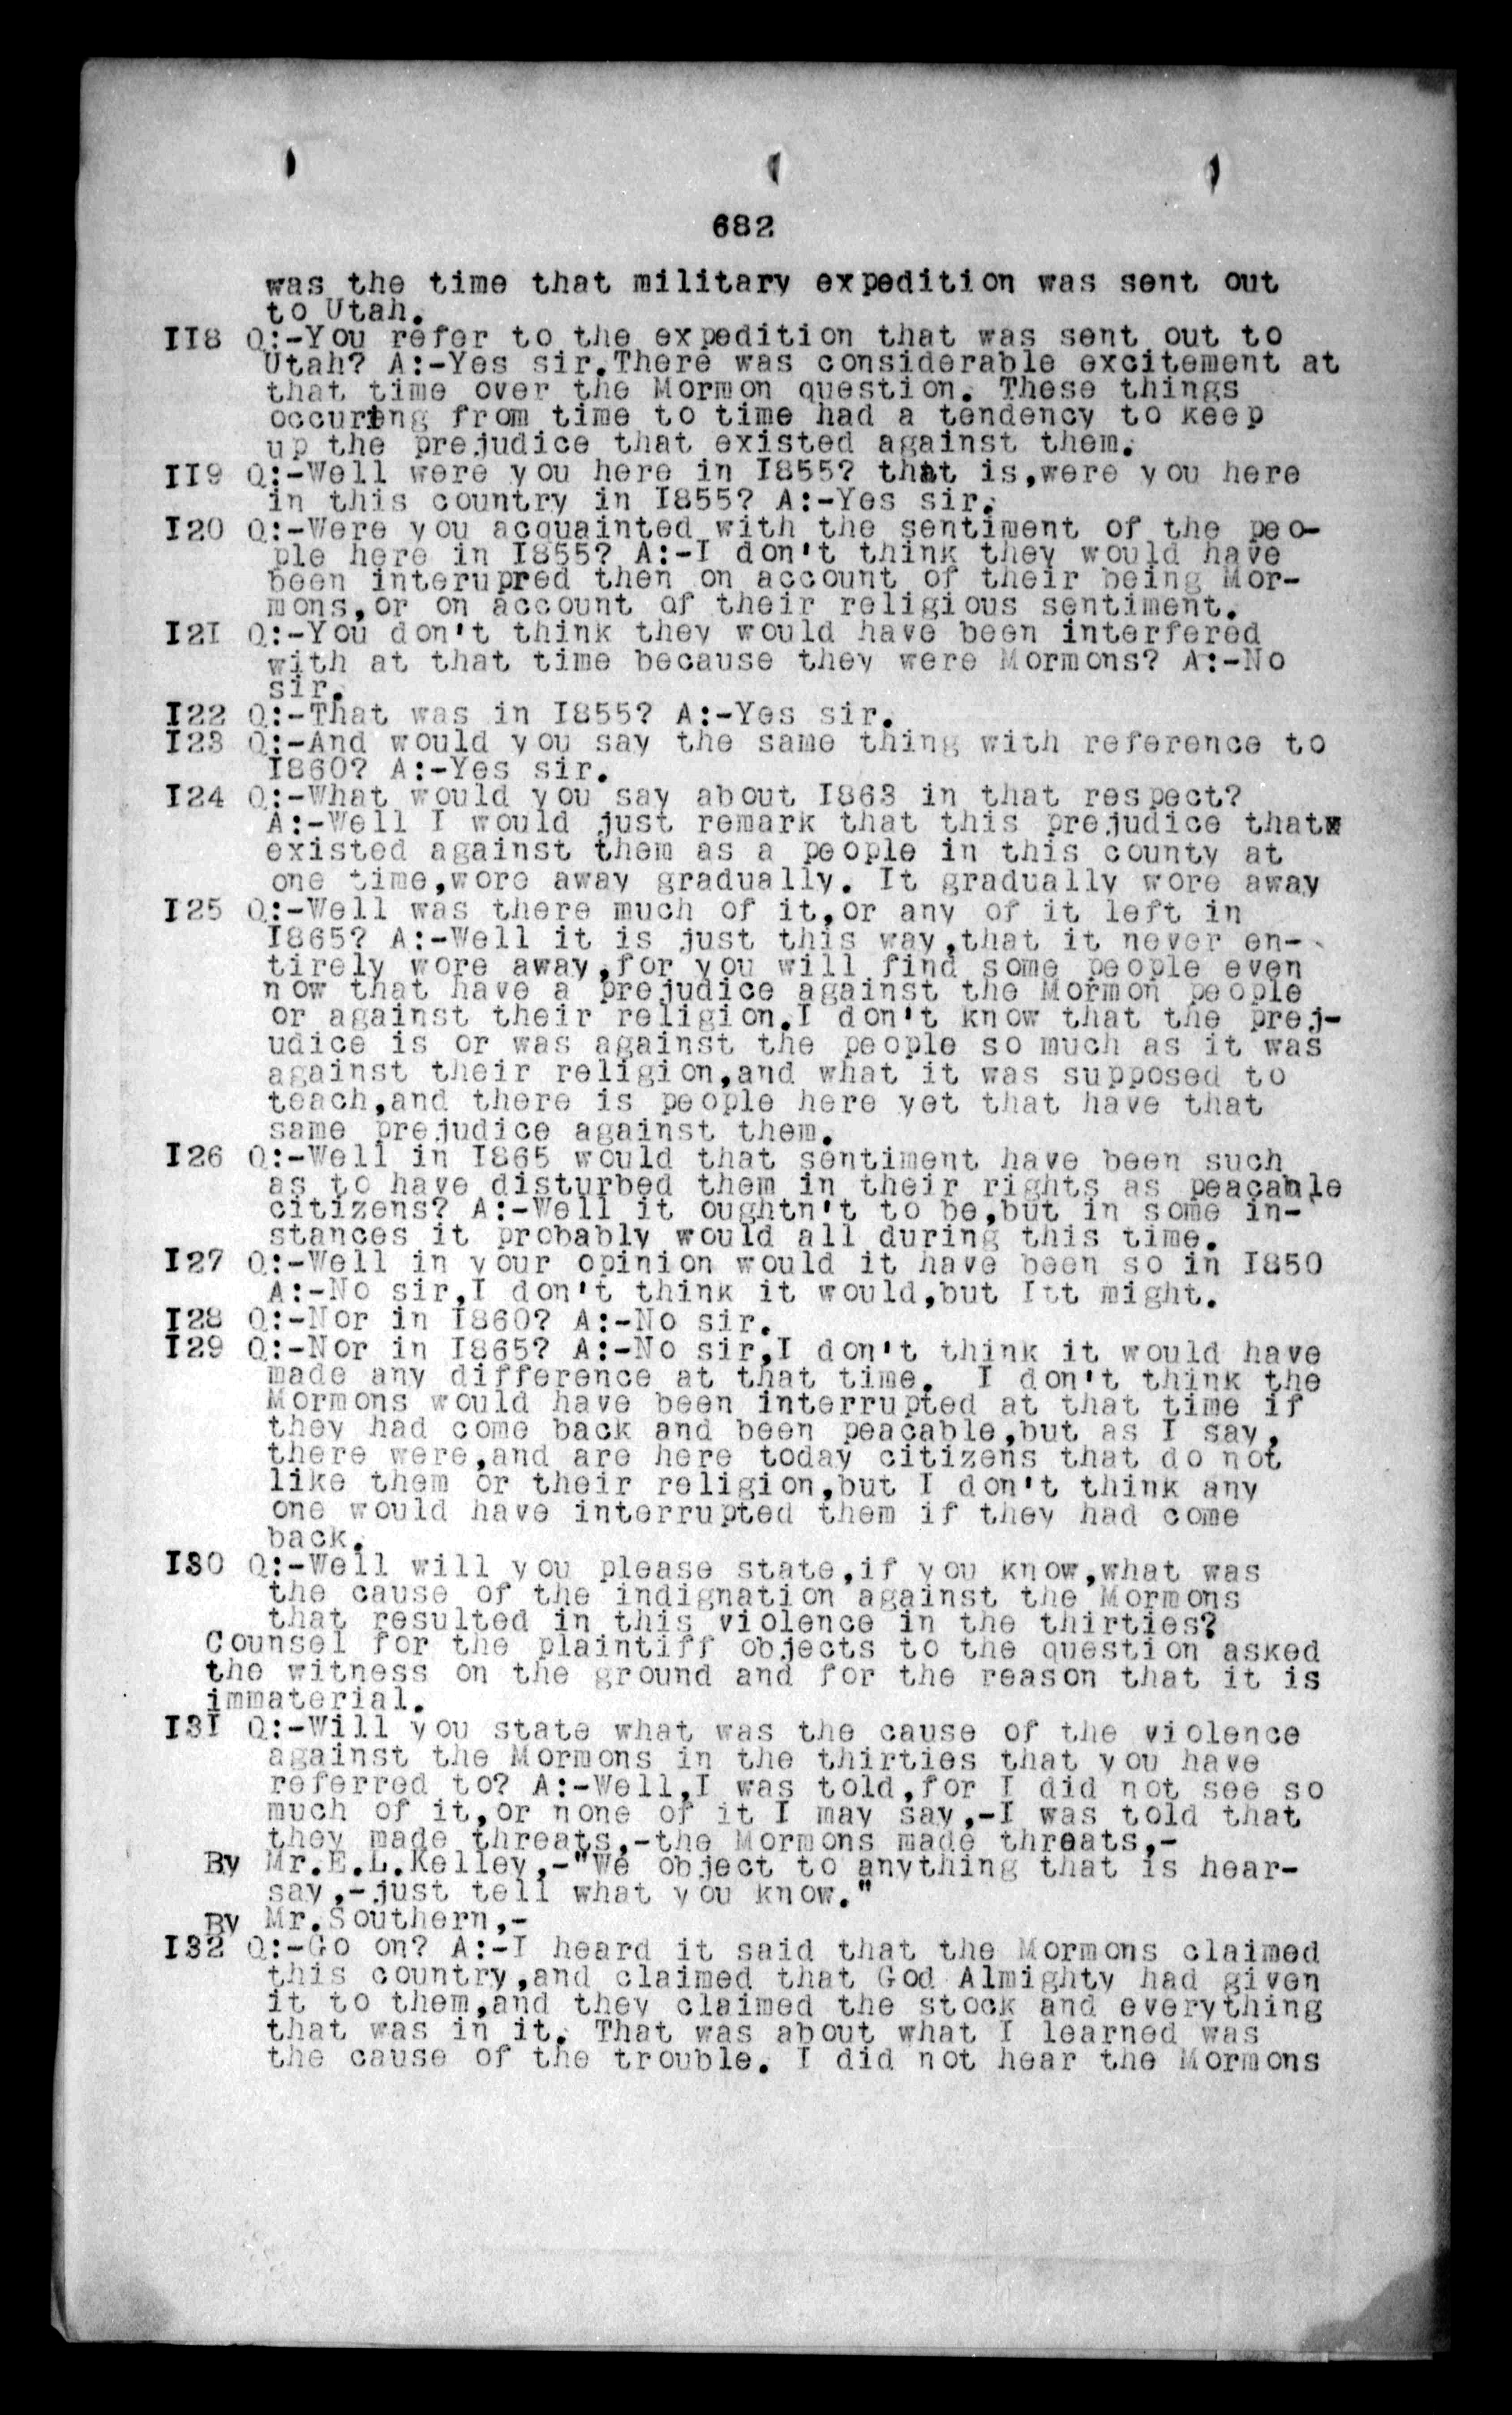 682
was the time that military expedition was sent out
to Utah.
II8 Q:-You refer to the expedition that was sent out to
Utah? A:-Yes sir.There was considerable excitement at
that time over the Mormon question. These things
occuring from time to time had a tendency to keep
up the prejudice that existed against them.
II9 Q:-Well were you here in I855? that is,were you here
in this country in I855? A:-Yes sir.
I20 Q:-Were you acquainted with the sentiment of the peo-
ple here in I855? A:-I don't think they would have
been interupred then on account of their being Mor-
mons,or on account of their religious sentiment.
I2I Q:-You don't think they would have been interfered
with at that time because they were Mormons? A:-No
sir.
I22 Q:-That was in I855? A:-Yes sir.
I23 Q:-And would you say the same thing with reference to
I860? A:-Yes sir.
I24 Q:-What would you say about I863 in that respect?
A:-Well I would just remark that this prejudice that
existed against them as a people in this county at
one time,wore away gradually. It gradually wore away
I25 Q:-Well was there much of it,or any of it left in
I865? A:-Well it is just this way,that it never en-
tirely wore away,for you will find some people even
now that have a prejudice against the Mormon people
or against their religion.I don't know that the prej-
udice is or was against the people so much as it was
against their religion,and what it was supposed to
teach,and there is people here yet that have that
same prejudice against them.
I26 Q:-Well in I865 would that sentiment have been such
as to have disturbed them in their rights as peacable
citizens? A:-Well it oughtn't to be,but in some in-
stances it probably would all during this time.
I27 Q:-Well in your opinion would it have been so in I850
A:-No sir,I don't think it would,but Itt might.
I28 Q:-Nor in I860? A:-No sir.
I29 Q:-Nor in I865? A:-No sir,I don't think it would have
made any difference at that time. I don't think the
Mormons would have been interrupted at that time if
they had come back and been peacable,but as I say,
there were,and are here today citizens that do not
like them or their religion,but I don't think any
one would have interrupted them if they had come
back.
I30 Q:-Well will you please state,if you know,what was
the cause of the indignation against the Mormons
that resulted in this violence in the thirties?
Counsel for the plaintiff objects to the question asked
the witness on the ground and for the reason that it is
immaterial.
I3I Q:-Will you state what was the cause of the violence
against the Mormons in the thirties that you have
referred to? A:-Well,I was told,for I did not see so
much of it,or none of it I may say,-I was told that
they made threats,-the Mormons made threats,-
By Mr.E.L.Kelley,-"We object to anything that is hear-
say,-just tell what you know."
By Mr.Southern,-
I32 Q:-Go on? A:-I heard it said that the Mormons claimed
this country,and claimed that God Almighty had given
it to them,and they claimed the stock and everything
that was in it. That was about what I learned was
the cause of the trouble. I did not hear the Mormons